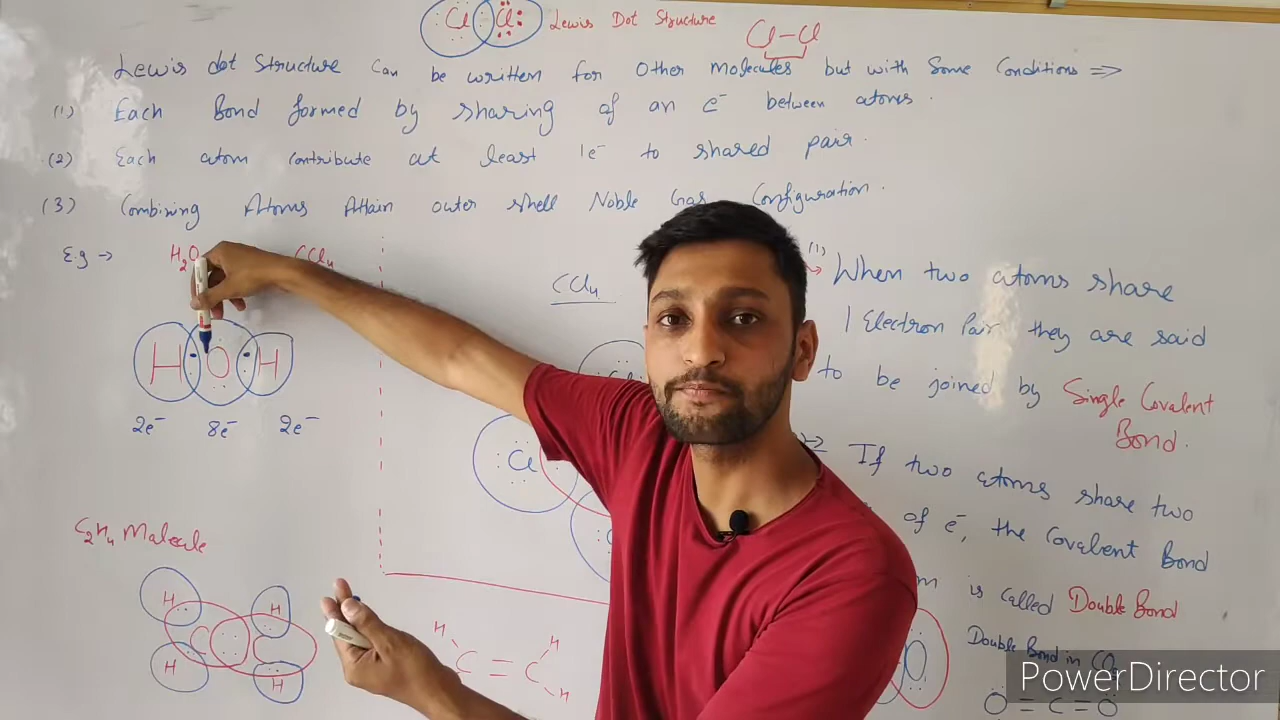 Cl Cl Lewis Dot Structure Cl-Cl
Lewis dot Structure Can be written for Other molecules but with Some Conditions ⇒
(1) Each Bond formed by sharing of an e⁻ between atoms.
(2) Each atom Contribute at least 1e⁻ to shared pair.
(3) Combining Atoms Attain outer shell Noble Gas Configuration.
E.g → H₂O CCl₄
H O H
2e⁻ 8e⁻ 2e⁻
CCl₄
Cl
(1) When two atoms share
1 Electron Pair they are said
to be joined by Single Covalent
Bond.
If two atoms share two
of e⁻, the Covalent Bond
is Called Double Bond
Double Bond in
O = C = O
C₂H₄ Molecule
H H
C C
H H
H H
C = C
H
PowerDirector